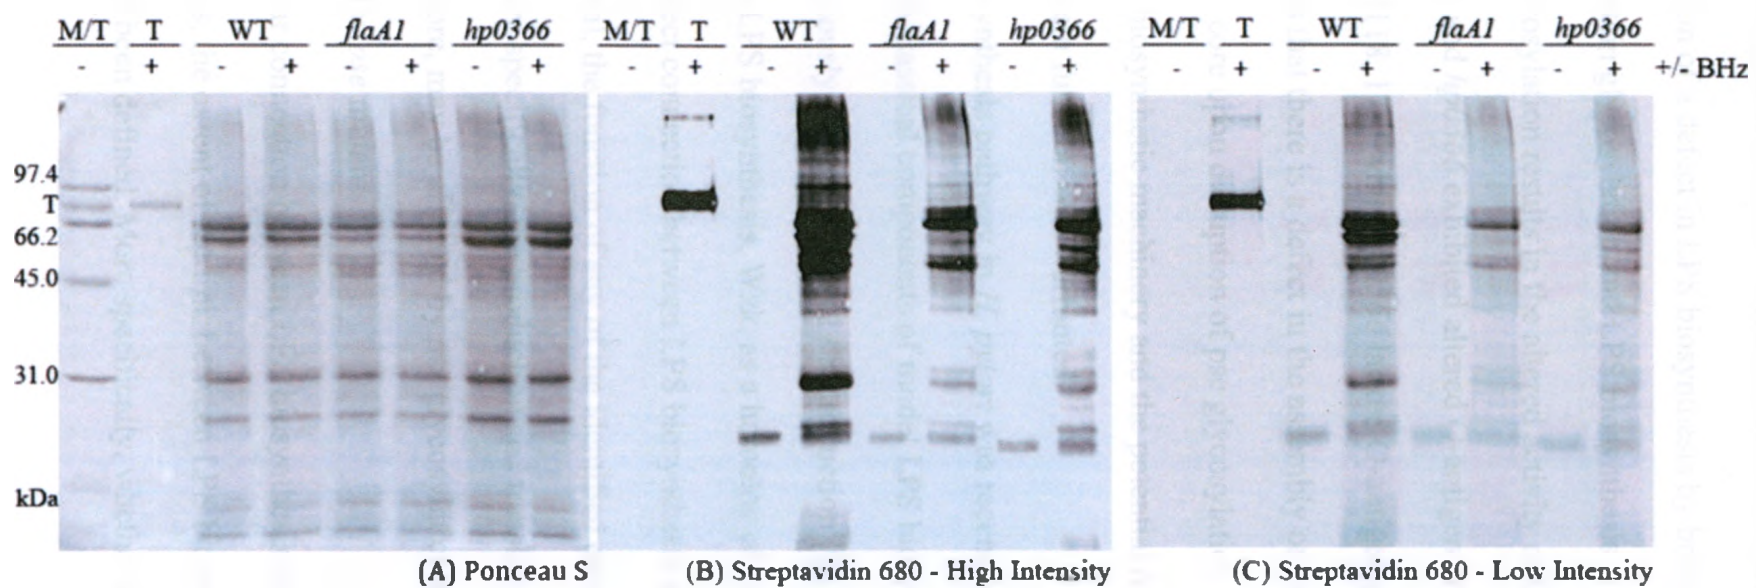 M/T T WT flaA1 hp0366 M/T T WT flaA1 hp0366 M/T T WT flaA1 hp0366
- + - + - + - + - + - + - + - + - + - + - + - + +/- BHz
97.4
T
66.2
45.0
31.0
kDa
(A) Ponceau S (B) Streptavidin 680 - High Intensity (C) Streptavidin 680 - Low Intensity